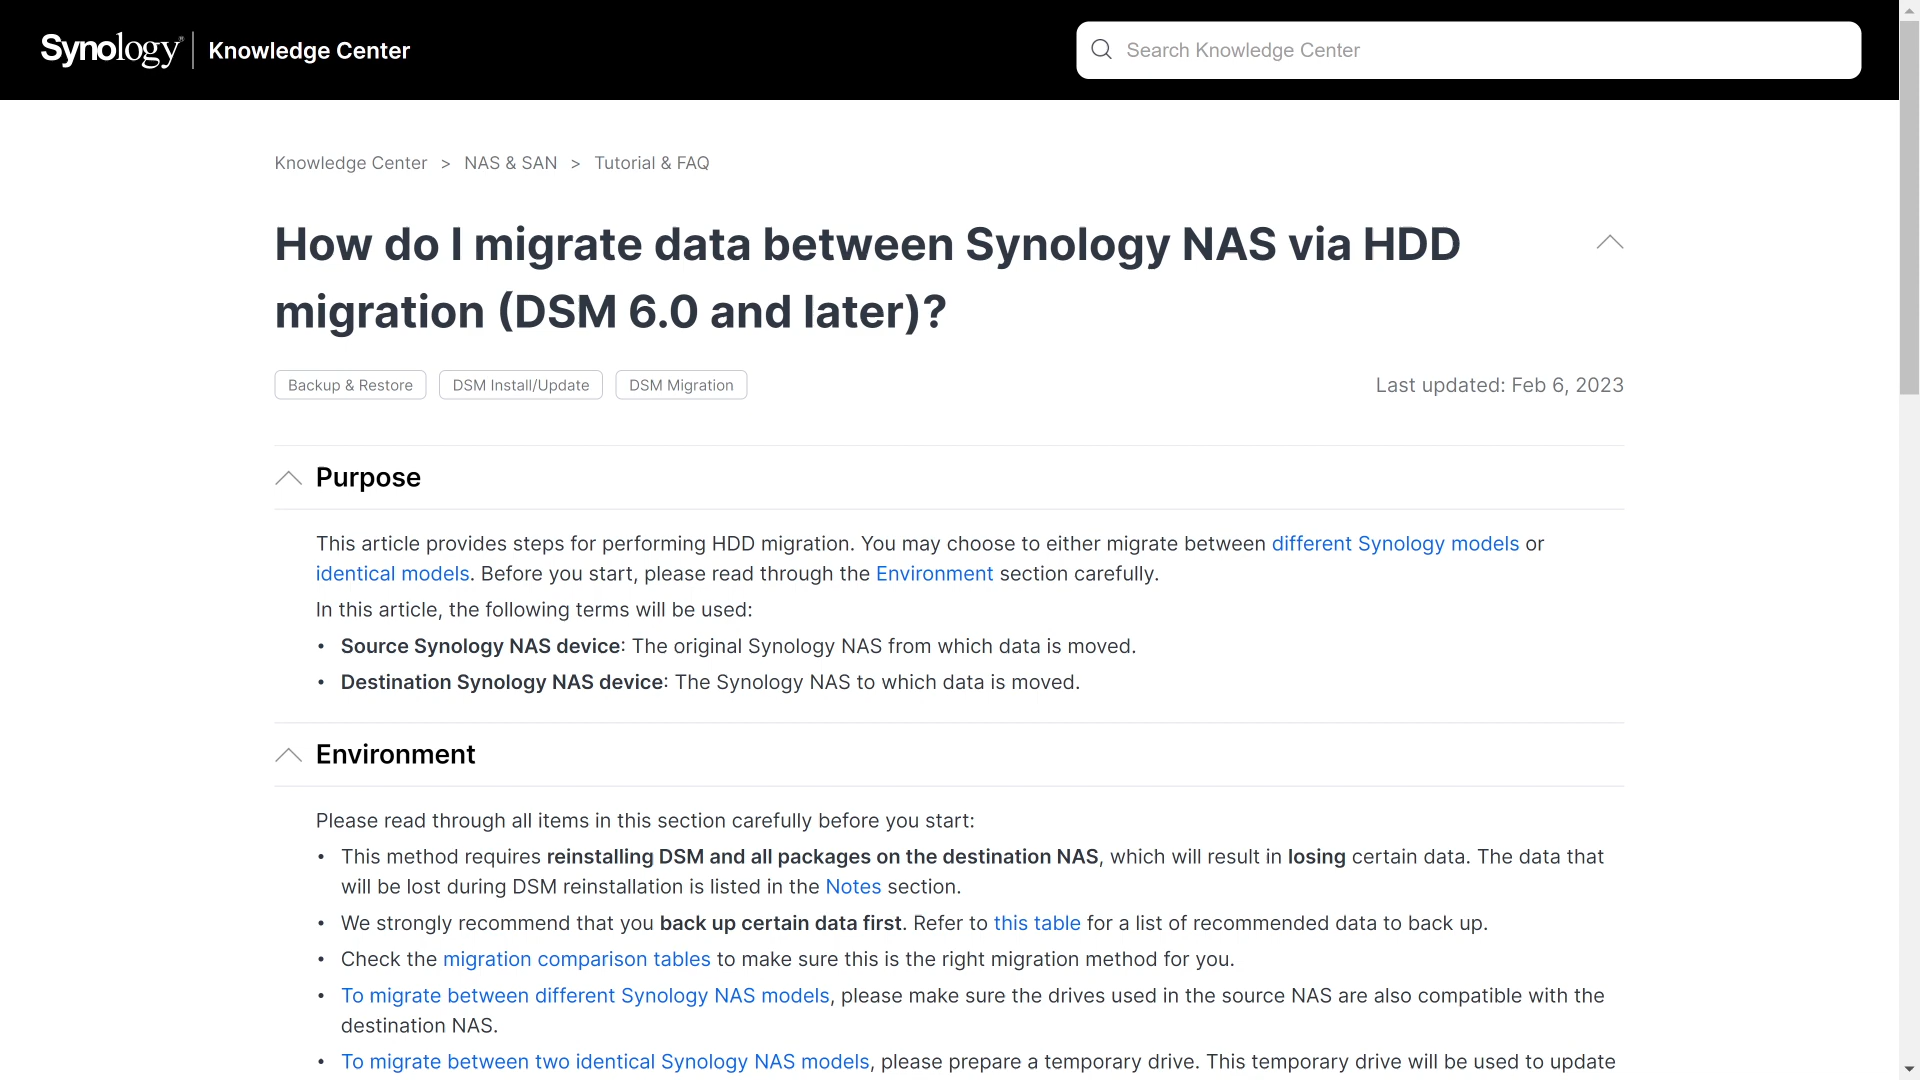 Synology® Knowledge Center
Search Knowledge Center
Knowledge Center > NAS & SAN > Tutorial & FAQ
How do I migrate data between Synology NAS via HDD
migration (DSM 6.0 and later)?
Backup & Restore DSM Install/Update DSM Migration Last updated: Feb 6, 2023
Purpose
This article provides steps for performing HDD migration. You may choose to either migrate between different Synology models or
identical models. Before you start, please read through the Environment section carefully.
In this article, the following terms will be used:
• Source Synology NAS device: The original Synology NAS from which data is moved.
• Destination Synology NAS device: The Synology NAS to which data is moved.
Environment
Please read through all items in this section carefully before you start:
• This method requires reinstalling DSM and all packages on the destination NAS, which will result in losing certain data. The data that
will be lost during DSM reinstallation is listed in the Notes section.
• We strongly recommend that you back up certain data first. Refer to this table for a list of recommended data to back up.
• Check the migration comparison tables to make sure this is the right migration method for you.
• To migrate between different Synology NAS models, please make sure the drives used in the source NAS are also compatible with the
destination NAS.
• To migrate between two identical Synology NAS models, please prepare a temporary drive. This temporary drive will be used to update